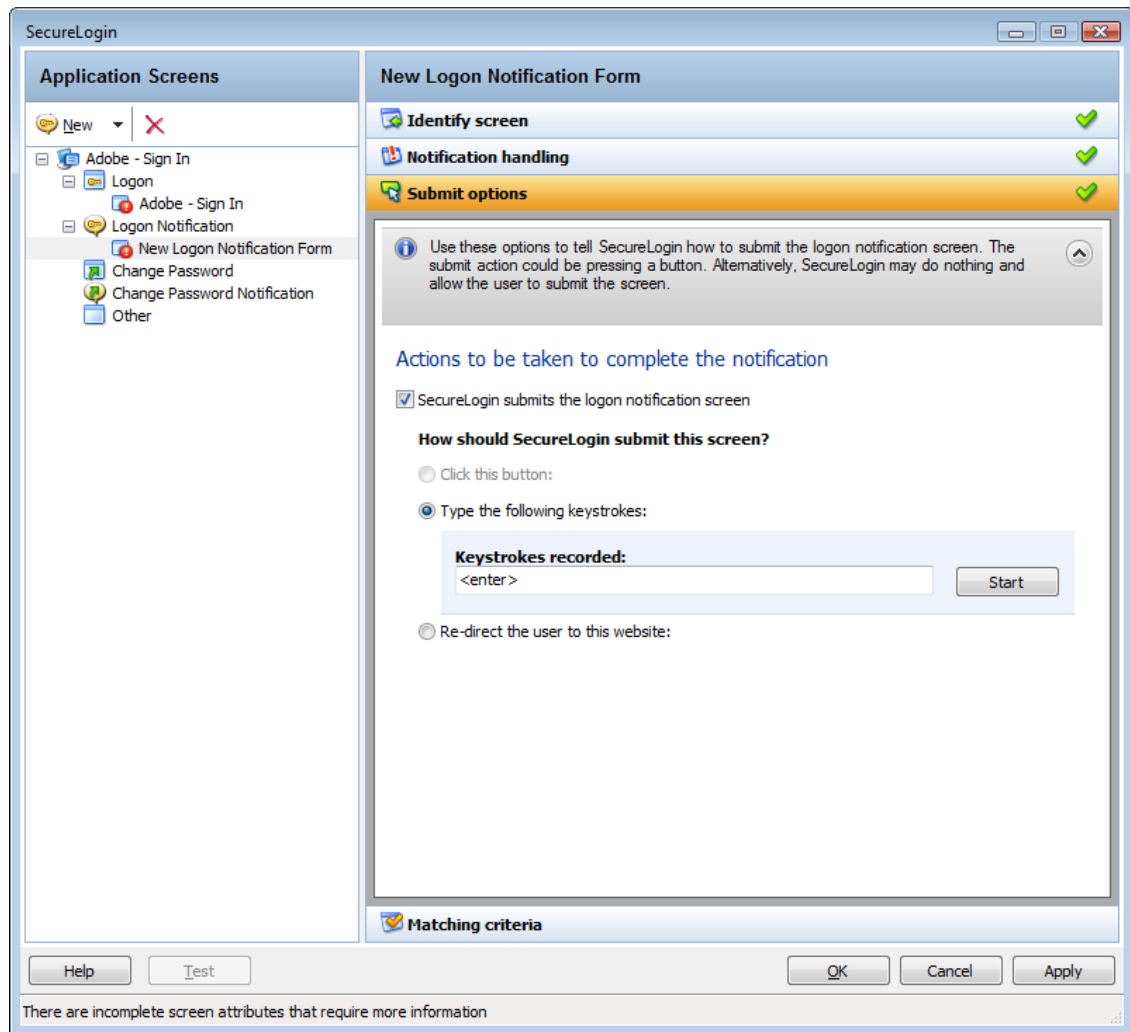 SecureLogin
Application Screens
New
Adobe - Sign In
Logon
Adobe - Sign In
Logon Notification
New Logon Notification Form
Change Password
Change Password Notification
Other
New Logon Notification Form
Identify screen
Notification handling
Submit options
Use these options to tell SecureLogin how to submit the logon notification screen. The
submit action could be pressing a button. Alternatively, SecureLogin may do nothing and
allow the user to submit the screen.
Actions to be taken to complete the notification
SecureLogin submits the logon notification screen
How should SecureLogin submit this screen?
Click this button:
Type the following keystrokes:
Keystrokes recorded:
<enter>
Start
Re-direct the user to this website:
Matching criteria
Help
Test
OK
Cancel
Apply
There are incomplete screen attributes that require more information